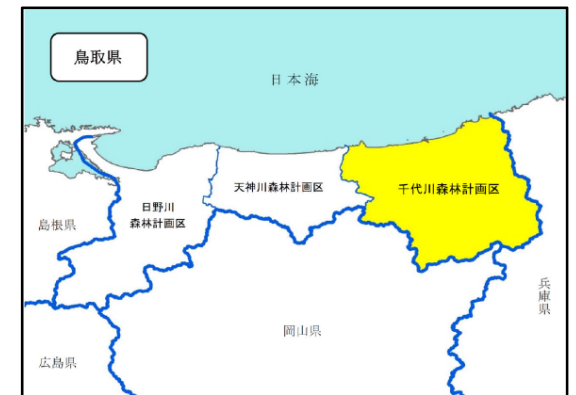 鳥取県
日本海
天神川森林計画区
千代川森林計画区
日野川
森林計画区
島根県
兵庫県
岡山県
広島県